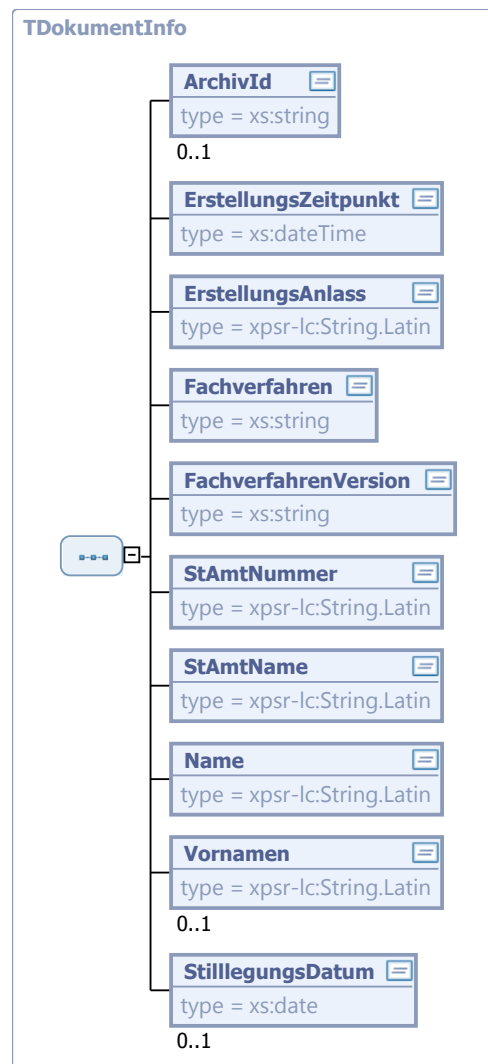 TDokumentInfo
ArchivId
type = xs:string
0..1
ErstellungsZeitpunkt
type = xs:dateTime
ErstellungsAnlass
type = xpsr-lc:String.Latin
Fachverfahren
type = xs:string
FachverfahrenVersion
type = xs:string
StAmtNummer
type = xpsr-lc:String.Latin
StAmtName
type = xpsr-lc:String.Latin
Name
type = xpsr-lc:String.Latin
Vornamen
type = xpsr-lc:String.Latin
0..1
StilllegungsDatum
type = xs:date
0..1